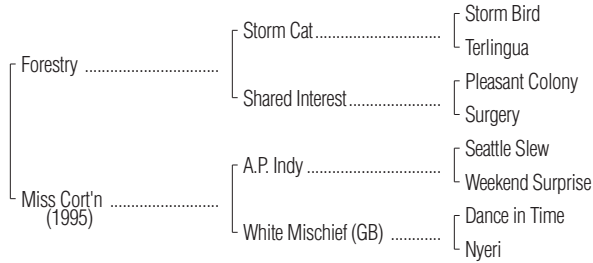 Storm Bird
Storm Cat
Terlingua
Forestry
Pleasant Colony
Shared Interest
Surgery
Seattle Slew
A.P. Indy
Weekend Surprise
Miss Cort'n
(1995)
Dance in Time
White Mischief (GB)
Nyeri